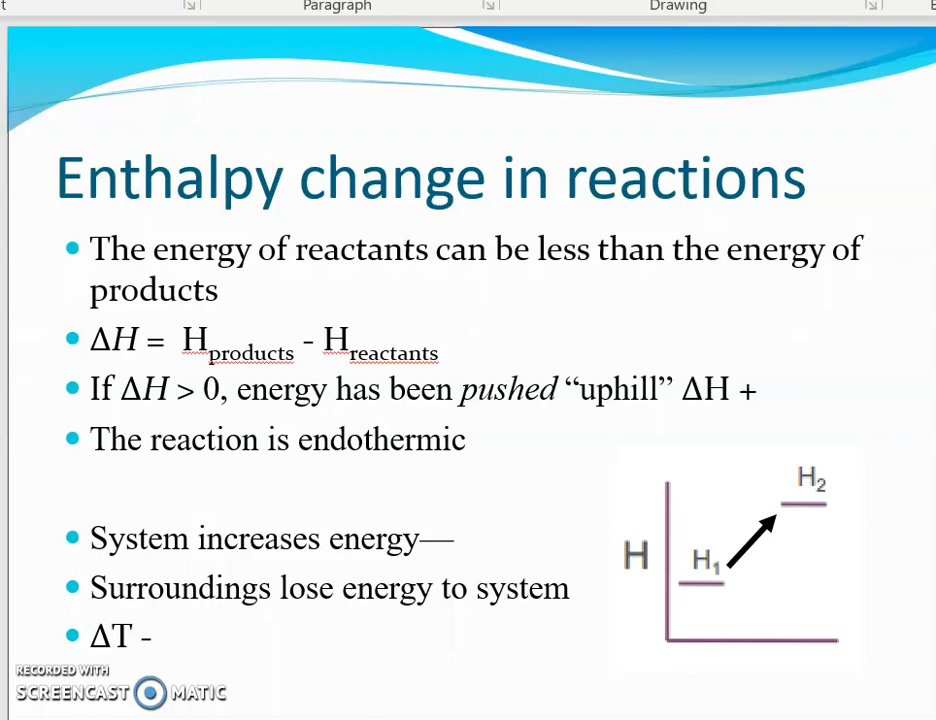 Paragraph
Drawing
Enthalpy change in reactions
• The energy of reactants can be less than the energy of
products
• ΔH = H products - H reactants
• If ΔH > 0, energy has been pushed “uphill” ΔH +
• The reaction is endothermic
H₂
• System increases energy—
H
H₁
• Surroundings lose energy to system
• ΔT -
RECORDED WITH
SCREENCAST MATIC